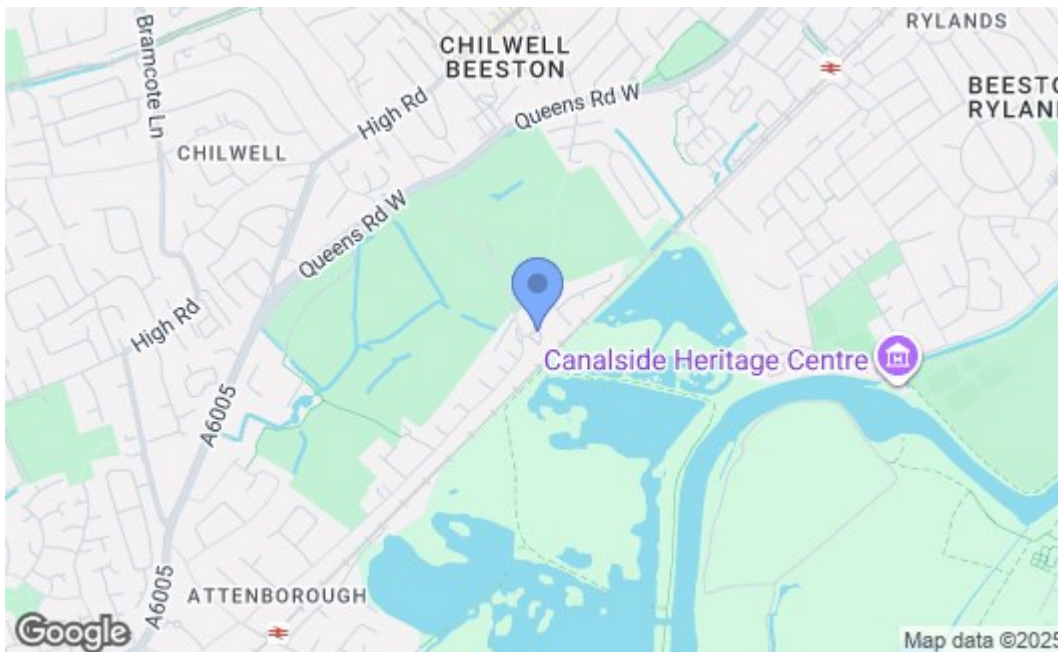 RYLANDS
Bramcote Ln
CHILWELL
BEESTON
High Rd
Queens Rd W
BEESTO
RYLAN
CHILWELL
Queens Rd W
High Rd
Canalside Heritage Centre
A6005
A6005
ATTENBOROUGH
Google
Map data ©2025